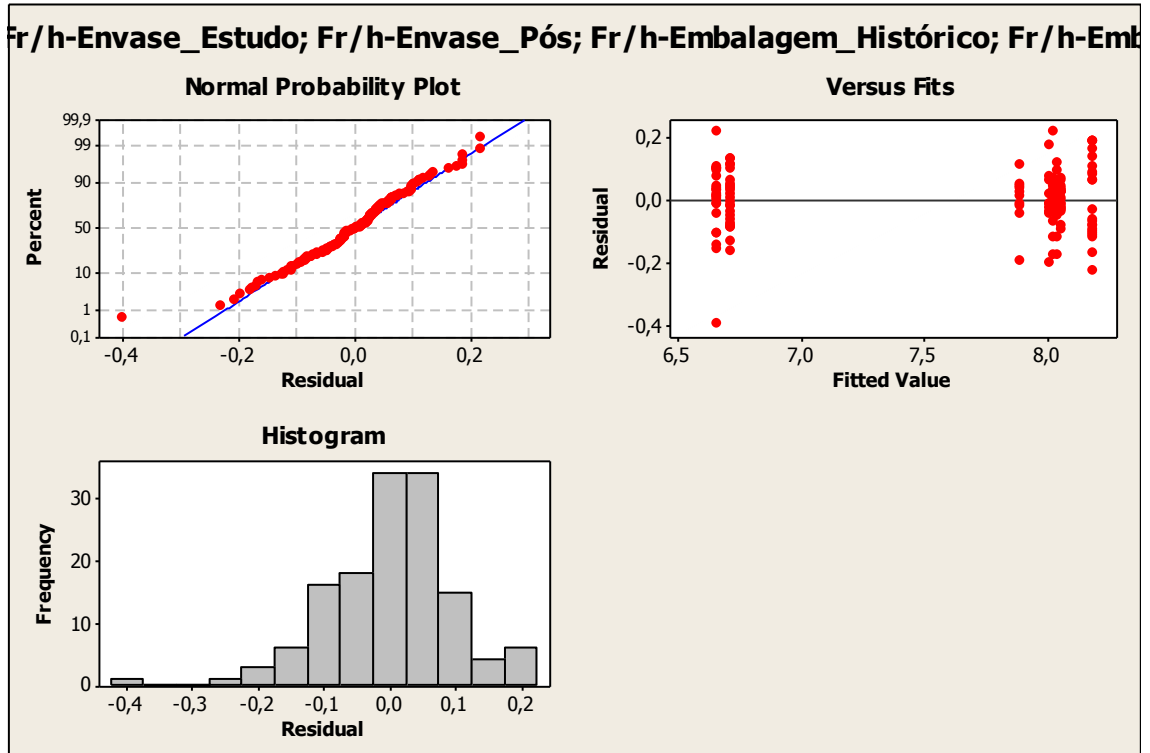 Fr/h-Envase_Estudo; Fr/h-Envase_Pós; Fr/h-Embalagem_Histórico; Fr/h-Emb
Normal Probability Plot
99,9
99
90
50
10
1
0,1
Percent
-0,4 -0,2 0,0 0,2
Residual
Versus Fits
0,2
0,0
-0,2
-0,4
Residual
6,5 7,0 7,5 8,0
Fitted Value
Histogram
30
20
10
0
Frequency
-0,4 -0,3 -0,2 -0,1 0,0 0,1 0,2
Residual